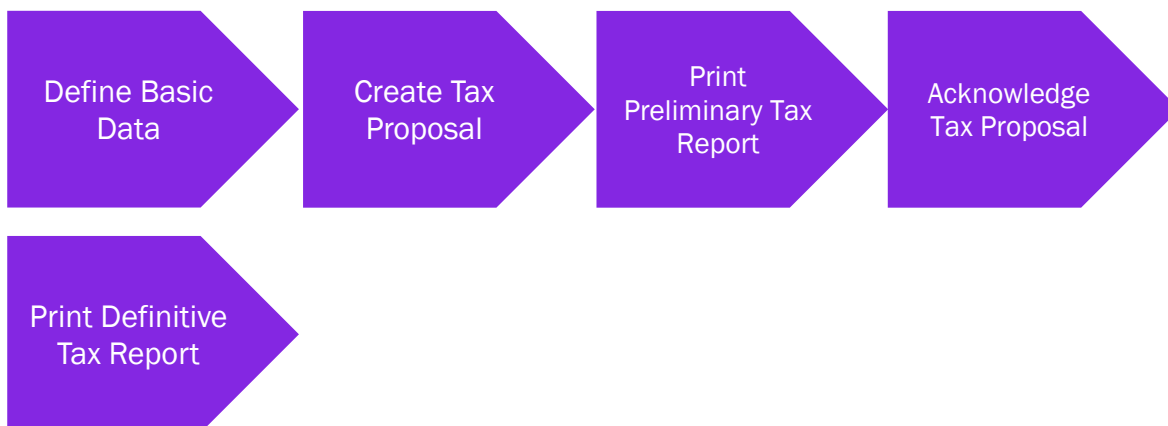 Define Basic
Data
Create Tax
Proposal
Print
Preliminary Tax
Report
Acknowledge
Tax Proposal
Print Definitive
Tax Report